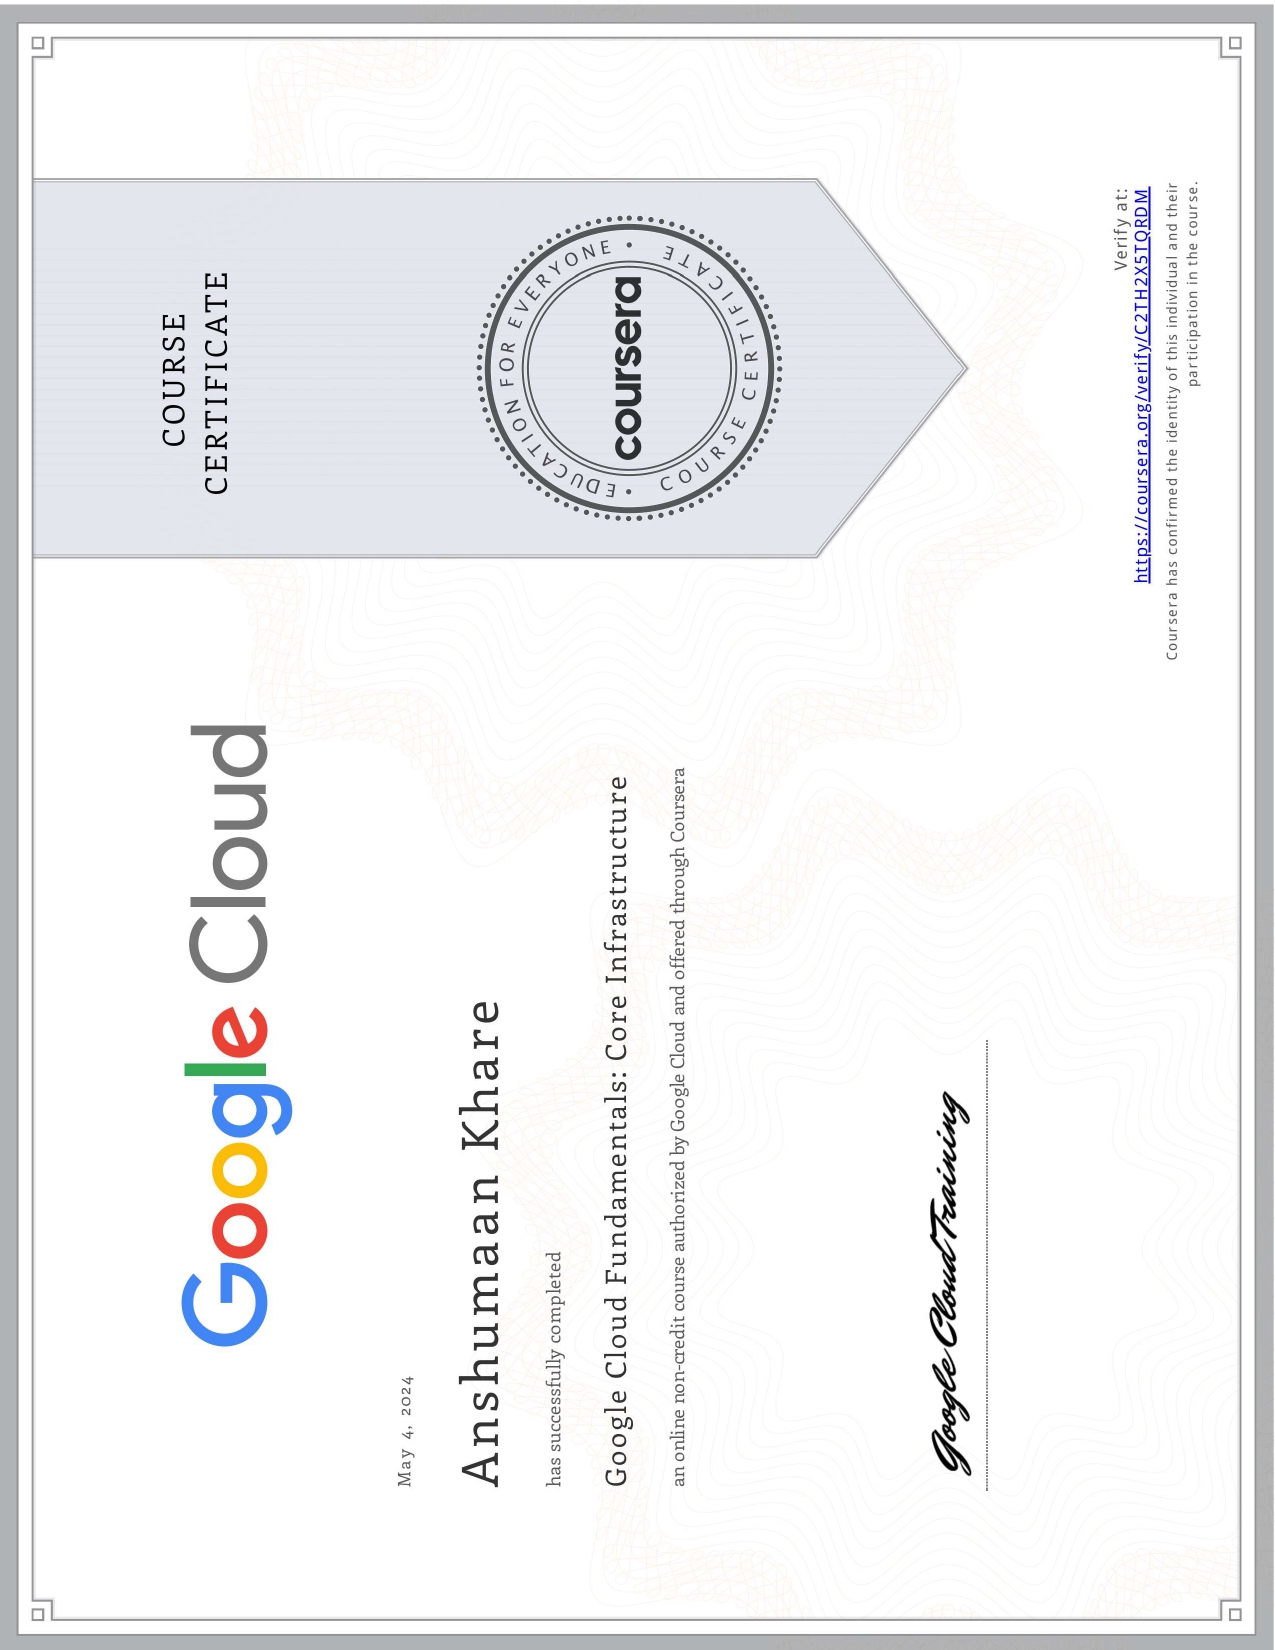 Google Cloud
COURSE
CERTIFICATE
May 4, 2024
Anshumaan Khare
has successfully completed
Google Cloud Fundamentals: Core Infrastructure
an online non-credit course authorized by Google Cloud and offered through Coursera
EDUCATION FOR EVERYONE
coursera
COURSE CERTIFICATE
Google Cloud Training
Verify at:
https://coursera.org/verify/C2TH2X5TQRDM
Coursera has confirmed the identity of this individual and their
participation in the course.